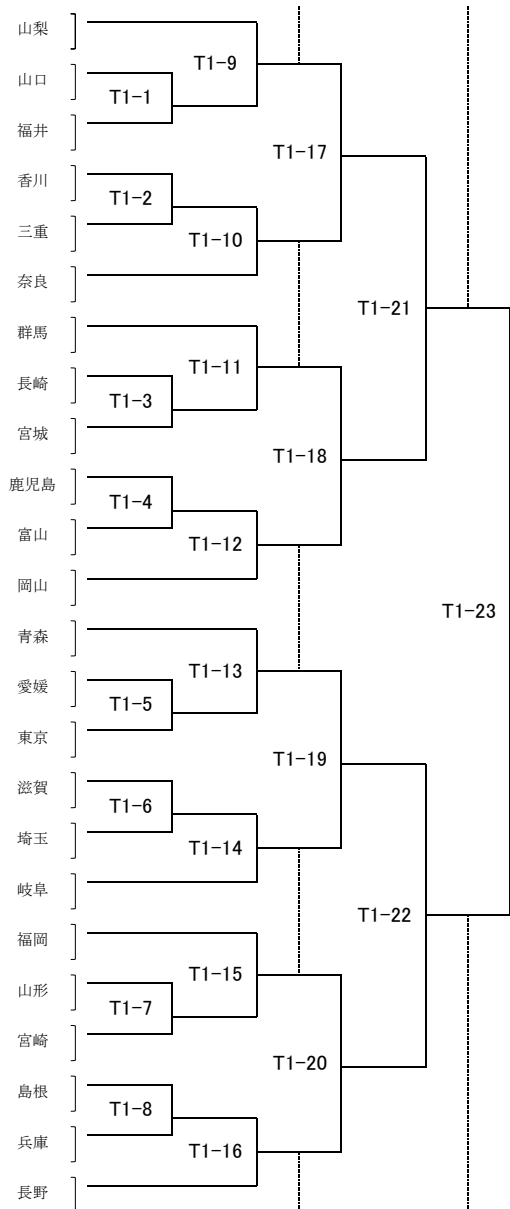 山梨
T1-9
山口
T1-1
福井
T1-17
香川
T1-2
三重
T1-10
奈良
T1-21
群馬
T1-11
長崎
T1-3
宮城
T1-18
鹿児島
T1-4
富山
T1-12
岡山
T1-23
青森
T1-13
愛媛
T1-5
東京
T1-19
滋賀
T1-6
埼玉
T1-14
岐阜
T1-22
福岡
T1-15
山形
T1-7
宮崎
T1-20
島根
T1-8
兵庫
T1-16
長野